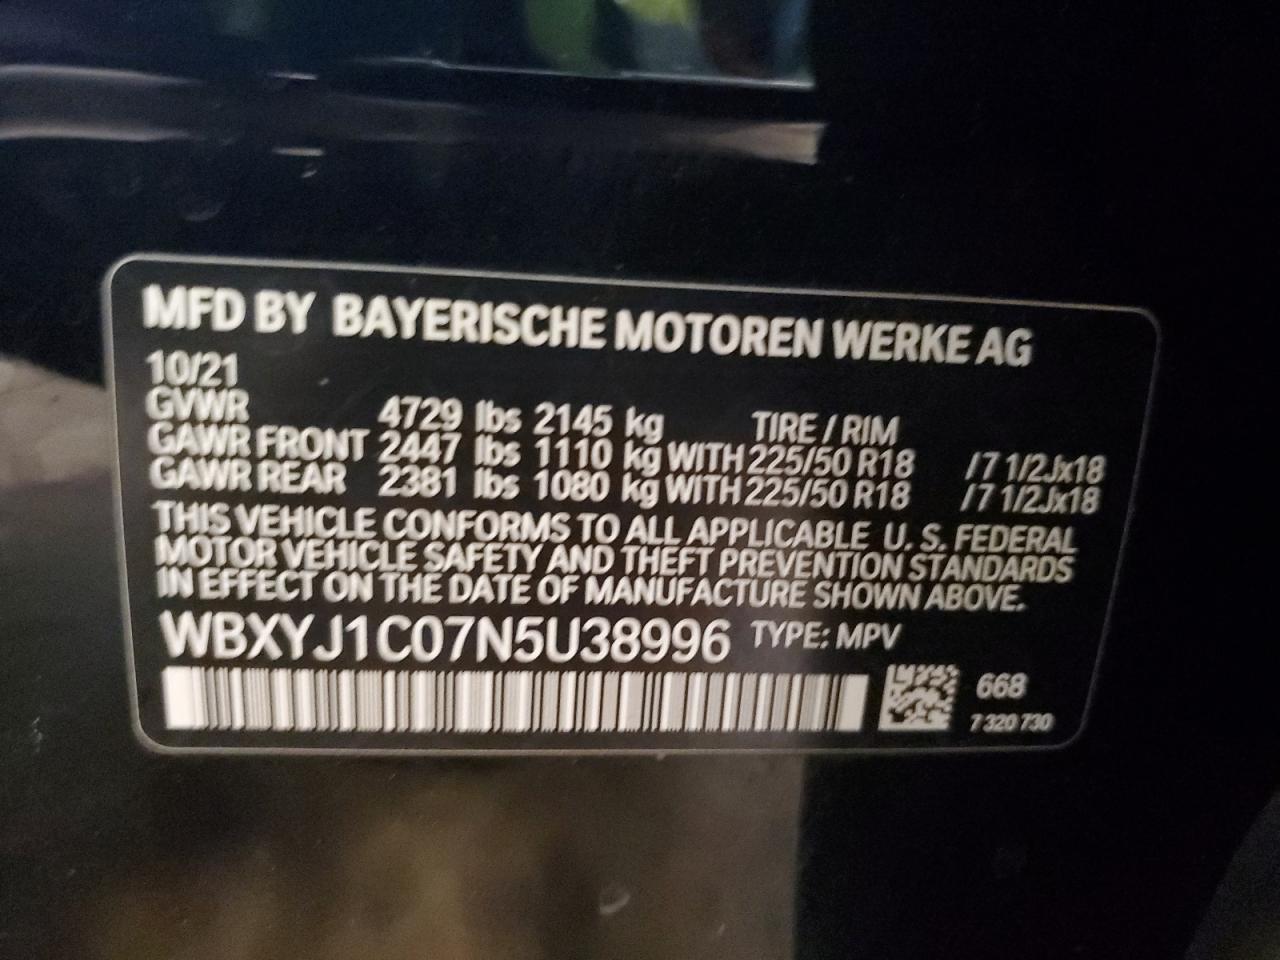 MFD BY BAYERISCHE MOTOREN WERKE AG
10/21
GVWR 4729 lbs 2145 kg TIRE / RIM
GAWR FRONT 2447 lbs 1110 kg WITH 225/50 R18 /7 1/2Jx18
GAWR REAR 2381 lbs 1080 kg WITH 225/50 R18 /7 1/2Jx18
THIS VEHICLE CONFORMS TO ALL APPLICABLE U. S. FEDERAL
MOTOR VEHICLE SAFETY AND THEFT PREVENTION STANDARDS
IN EFFECT ON THE DATE OF MANUFACTURE SHOWN ABOVE.
WBXYJ1C07N5U38996 TYPE: MPV
668
7 320 730